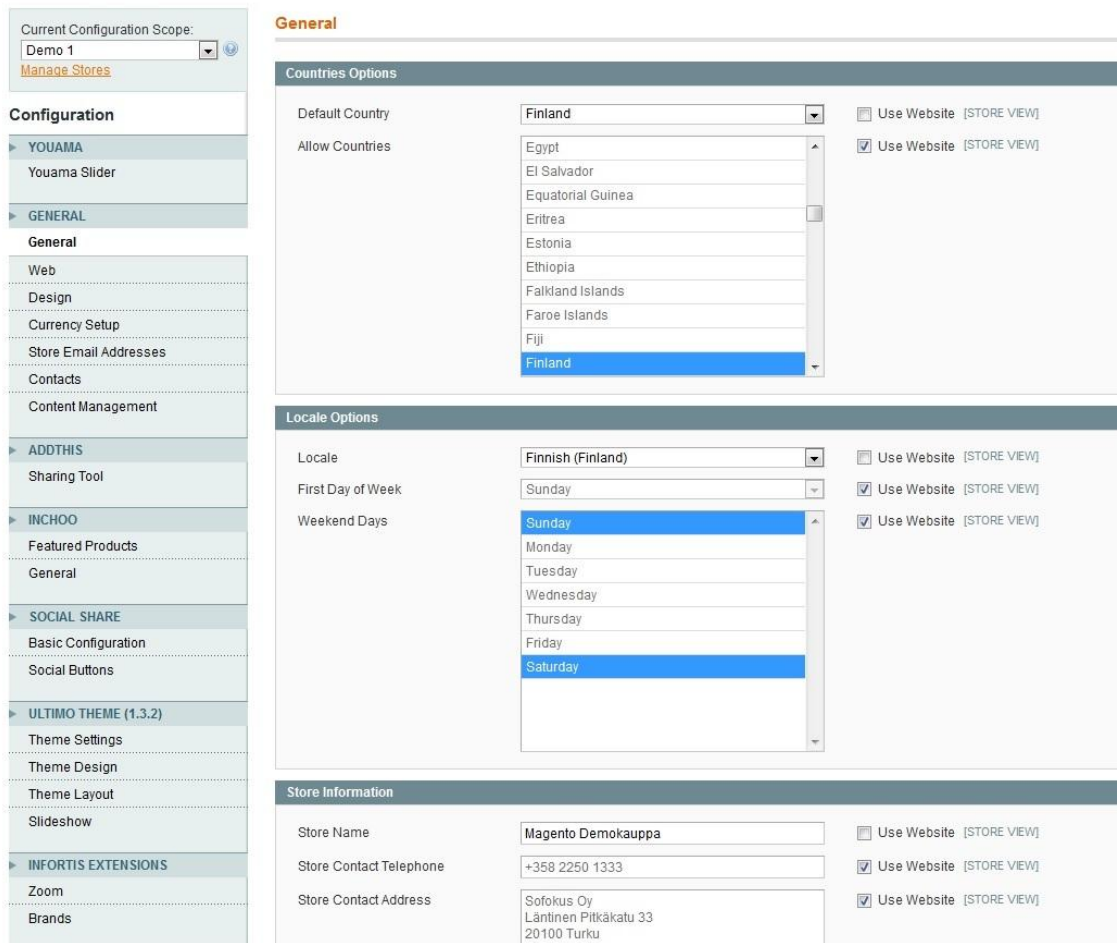 Current Configuration Scope:
Demo 1
Manage Stores
Configuration
YOUAMA
Youama Slider
GENERAL
General
Web
Design
Currency Setup
Store Email Addresses
Contacts
Content Management
ADDTHIS
Sharing Tool
INCHOO
Featured Products
General
SOCIAL SHARE
Basic Configuration
Social Buttons
ULTIMO THEME (1.3.2)
Theme Settings
Theme Design
Theme Layout
Slideshow
INFORTIS EXTENSIONS
Zoom
Brands
General
Countries Options
Default Country Finland Use Website [STORE VIEW]
Allow Countries Egypt Use Website [STORE VIEW]
El Salvador
Equatorial Guinea
Eritrea
Estonia
Ethiopia
Falkland Islands
Faroe Islands
Fiji
Finland
Locale Options
Locale Finnish (Finland) Use Website [STORE VIEW]
First Day of Week Sunday Use Website [STORE VIEW]
Weekend Days Sunday Use Website [STORE VIEW]
Monday
Tuesday
Wednesday
Thursday
Friday
Saturday
Store Information
Store Name Magento Demokauppa Use Website [STORE VIEW]
Store Contact Telephone +358 2250 1333 Use Website [STORE VIEW]
Store Contact Address Sofokus Oy Use Website [STORE VIEW]
Läntinen Pitkäkatu 33
20100 Turku